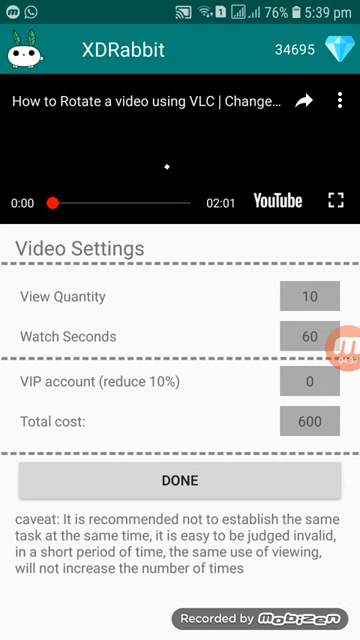 1 76% 5:39 pm
XDRabbit 34695
How to Rotate a video using VLC | Change...
0:00 02:01 YouTube
Video Settings
View Quantity 10
Watch Seconds 60
VIP account (reduce 10%) 0
Total cost: 600
DONE
caveat: It is recommended not to establish the same
task at the same time, it is easy to be judged invalid,
in a short period of time, the same use of viewing,
will not increase the number of times
Recorded by mobizen